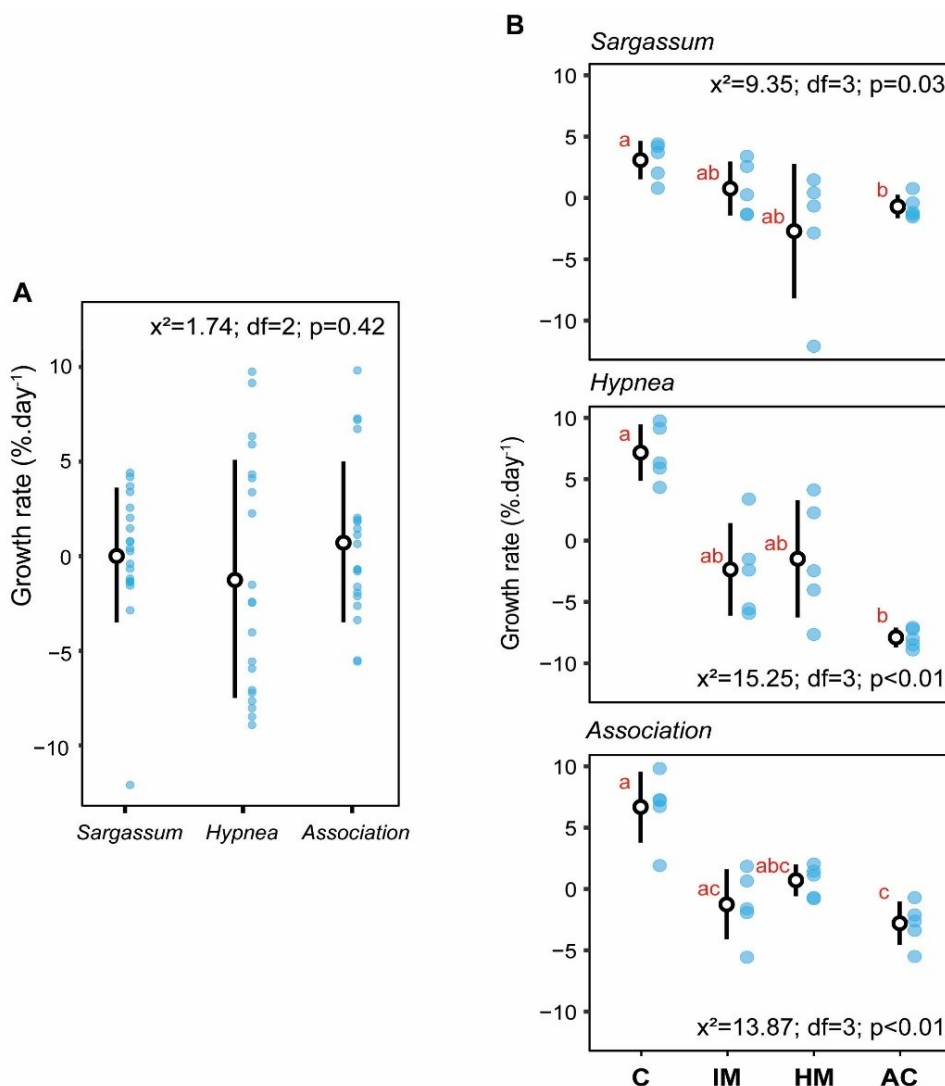 A
x²=1.74; df=2; p=0.42
Growth rate (%.day⁻¹)
10
5
0
−5
−10
Sargassum Hypnea Association
B
Sargassum
x²=9.35; df=3; p=0.03
10
5
0
−5
−10
a
ab
ab
b
Hypnea
Growth rate (%.day⁻¹)
10
5
0
−5
−10
a
ab
ab
b
x²=15.25; df=3; p<0.01
Association
10
5
0
−5
−10
a
ac
abc
c
x²=13.87; df=3; p<0.01
C IM HM AC